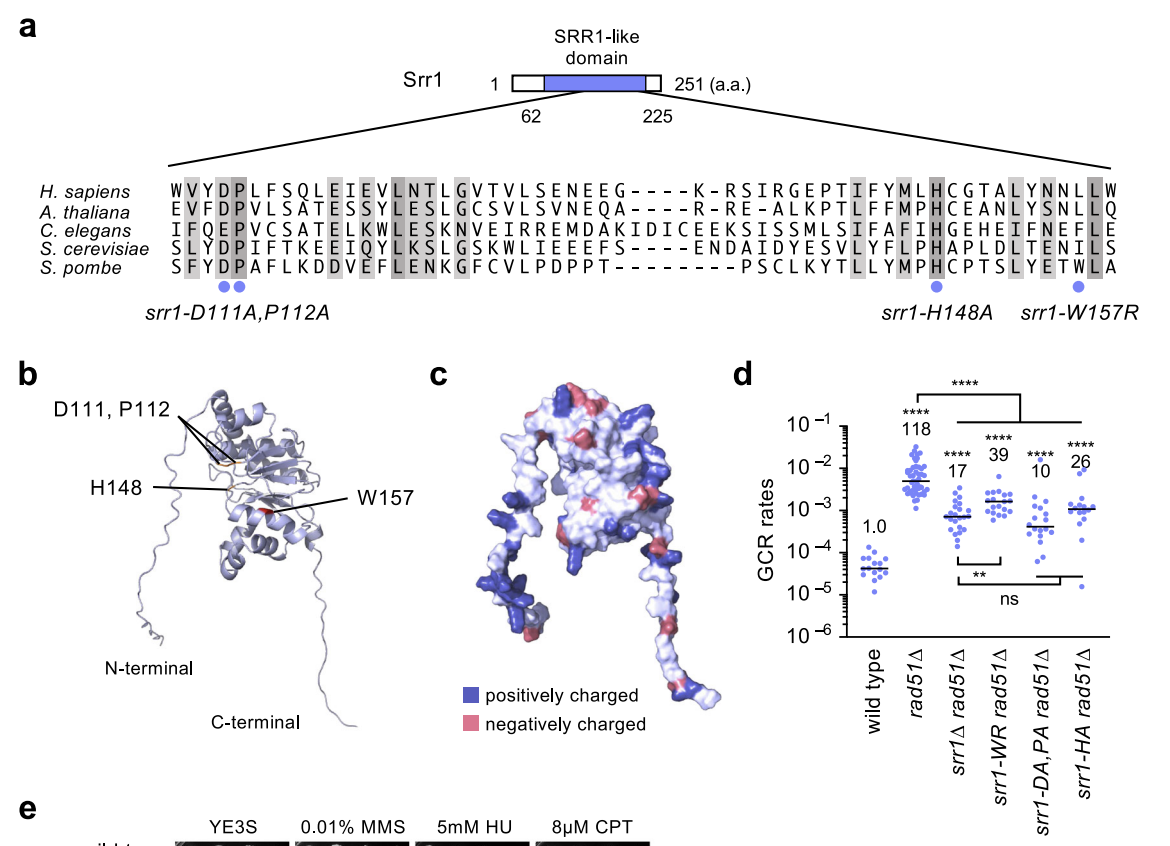 a
SRR1-like
domain
Srr1 1 251 (a.a.)
62 225
H. sapiens WVYDPLFSQLEIEVLNTLGVTVLSENEEG----K-RSIRGEPTIFYMLHCGTALYNNLLW
A. thaliana EVFDPVLSATESSYLESLGCSVLSVNEQA----R-RE-ALKPTLFFMPHCEANLYSNLLQ
C. elegans IFQEPVCSATELKWLESKNVEIRREMDAKIDICEEKSISSMLSIAFIHGEHEIFNEFLFN
S. cerevisiae SLYDPIFTKEEIQYLKSLGSKWLIEEEFS----ENDAIDYESVLYFLPHAPLDLTENILS
S. pombe SFYDPAFLKDDVEFLENKGFCVLPDPPT--------PSCLKYTLLYMPHCPTSLYETWLA
srr1-D111A,P112A srr1-H148A srr1-W157R
b
D111, P112
H148
W157
N-terminal
C-terminal
c
positively charged
negatively charged
d
GCR rates
10⁻¹
10⁻²
10⁻³
10⁻⁴
10⁻⁵
10⁻⁶
****
****
118
****
17
****
39
****
10
****
26
1.0
**
ns
wild type
rad51Δ
srr1Δ rad51Δ
srr1-WR rad51Δ
srr1-DA,PA rad51Δ
srr1-HA rad51Δ
e
YE3S 0.01% MMS 5mM HU 8µM CPT